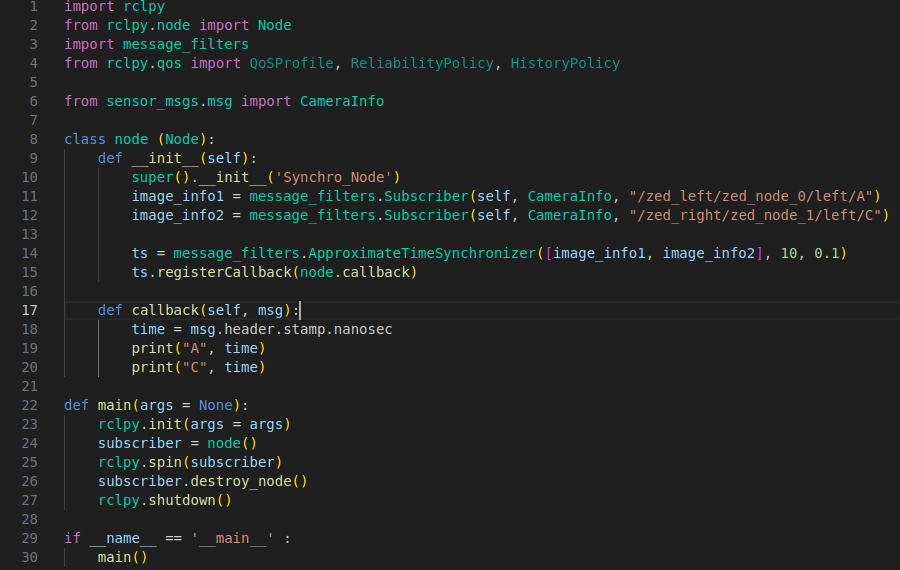 1 import rclpy
2 from rclpy.node import Node
3 import message_filters
4 from rclpy.qos import QoSProfile, ReliabilityPolicy, HistoryPolicy
5
6 from sensor_msgs.msg import CameraInfo
7
8 class node (Node):
9     def __init__(self):
10         super().__init__('Synchro_Node')
11         image_info1 = message_filters.Subscriber(self, CameraInfo, "/zed_left/zed_node_0/left/A")
12         image_info2 = message_filters.Subscriber(self, CameraInfo, "/zed_right/zed_node_1/left/C")
13
14         ts = message_filters.ApproximateTimeSynchronizer([image_info1, image_info2], 10, 0.1)
15         ts.registerCallback(node.callback)
16
17     def callback(self, msg):
18         time = msg.header.stamp.nanosec
19         print("A", time)
20         print("C", time)
21
22 def main(args = None):
23     rclpy.init(args = args)
24     subscriber = node()
25     rclpy.spin(subscriber)
26     subscriber.destroy_node()
27     rclpy.shutdown()
28
29 if __name__ == '__main__' :
30     main()